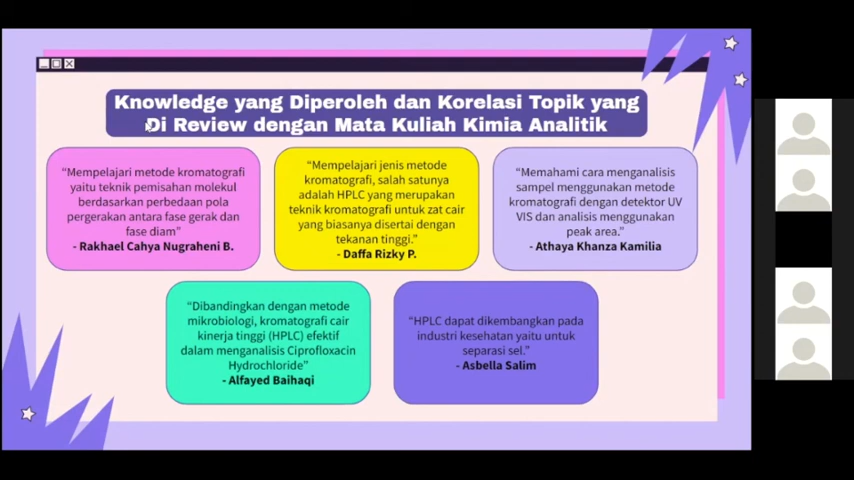 Knowledge yang Diperoleh dan Korelasi Topik yang
Di Review dengan Mata Kuliah Kimia Analitik
“Mempelajari metode kromatografi
yaitu teknik pemisahan molekul
berdasarkan perbedaan pola
pergerakan antara fase gerak dan
fase diam”
- Rakhael Cahya Nugraheni B.
“Mempelajari jenis metode
kromatografi, salah satunya
adalah HPLC yang merupakan
teknik kromatografi untuk zat cair
yang biasanya disertai dengan
tekanan tinggi.”
- Daffa Rizky P.
“Memahami cara menganalisis
sampel menggunakan metode
kromatografi dengan detektor UV
VIS dan analisis menggunakan
peak area.”
- Athaya Khanza Kamilia
“Dibandingkan dengan metode
mikrobiologi, kromatografi cair
kinerja tinggi (HPLC) efektif
dalam menganalisis Ciprofloxacin
Hydrochloride”
- Alfayed Baihaqi
“HPLC dapat dikembangkan pada
industri kesehatan yaitu untuk
separasi sel.”
- Asbella Salim